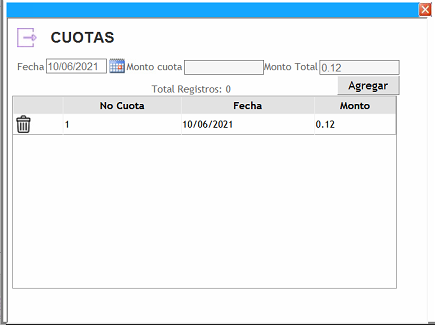 CUOTAS
Fecha 10/06/2021 Monto cuota Monto Total 0.12
Total Registros: 0 Agregar
No Cuota Fecha Monto
1 10/06/2021 0.12